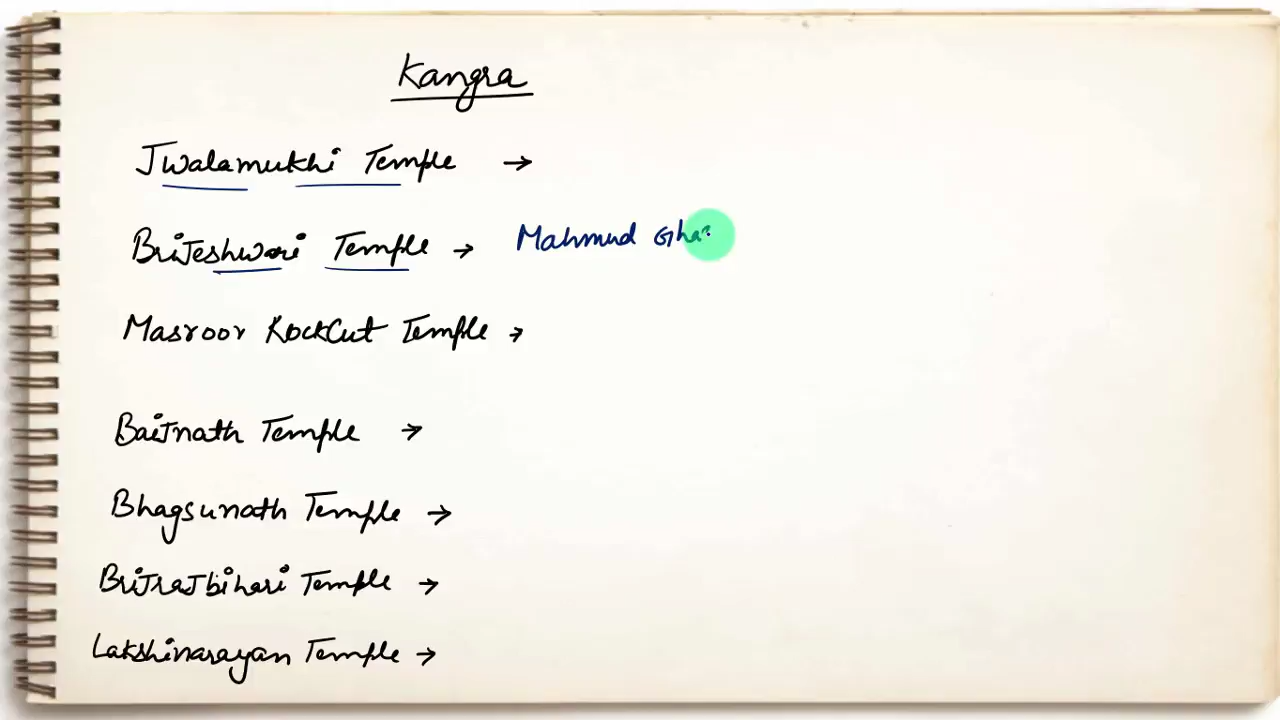 Kangra
Jwalamukhi Temple →
Brijeshwari Temple → Mahmud Gha
Masroor RockCut Temple →
Baijnath Temple →
Bhagsunath Temple →
Brijrajbihari Temple →
Lakshinarayan Temple →